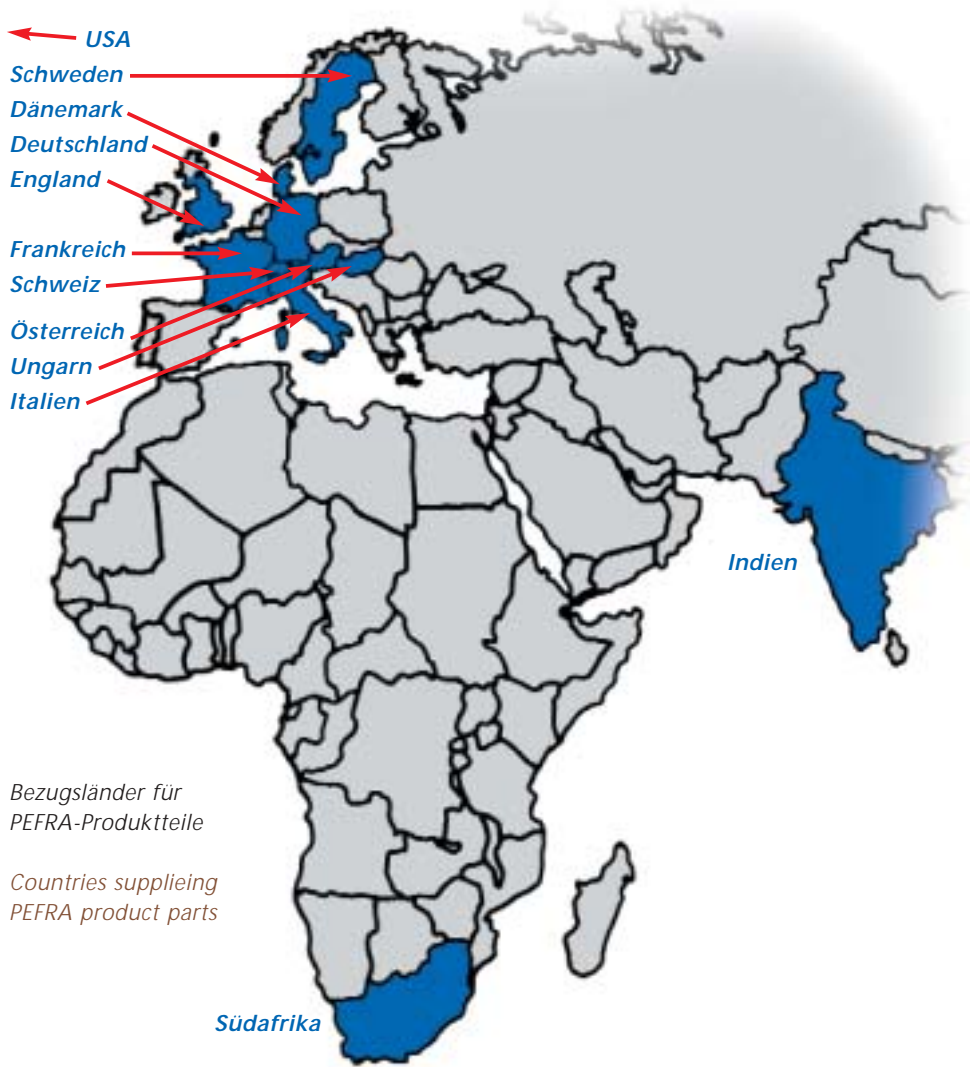 USA
Schweden
Dänemark
Deutschland
England
Frankreich
Schweiz
Österreich
Ungarn
Italien
Indien
Bezugsländer für
PEFRA-Produktteile
Countries supplieing
PEFRA product parts
Südafrika